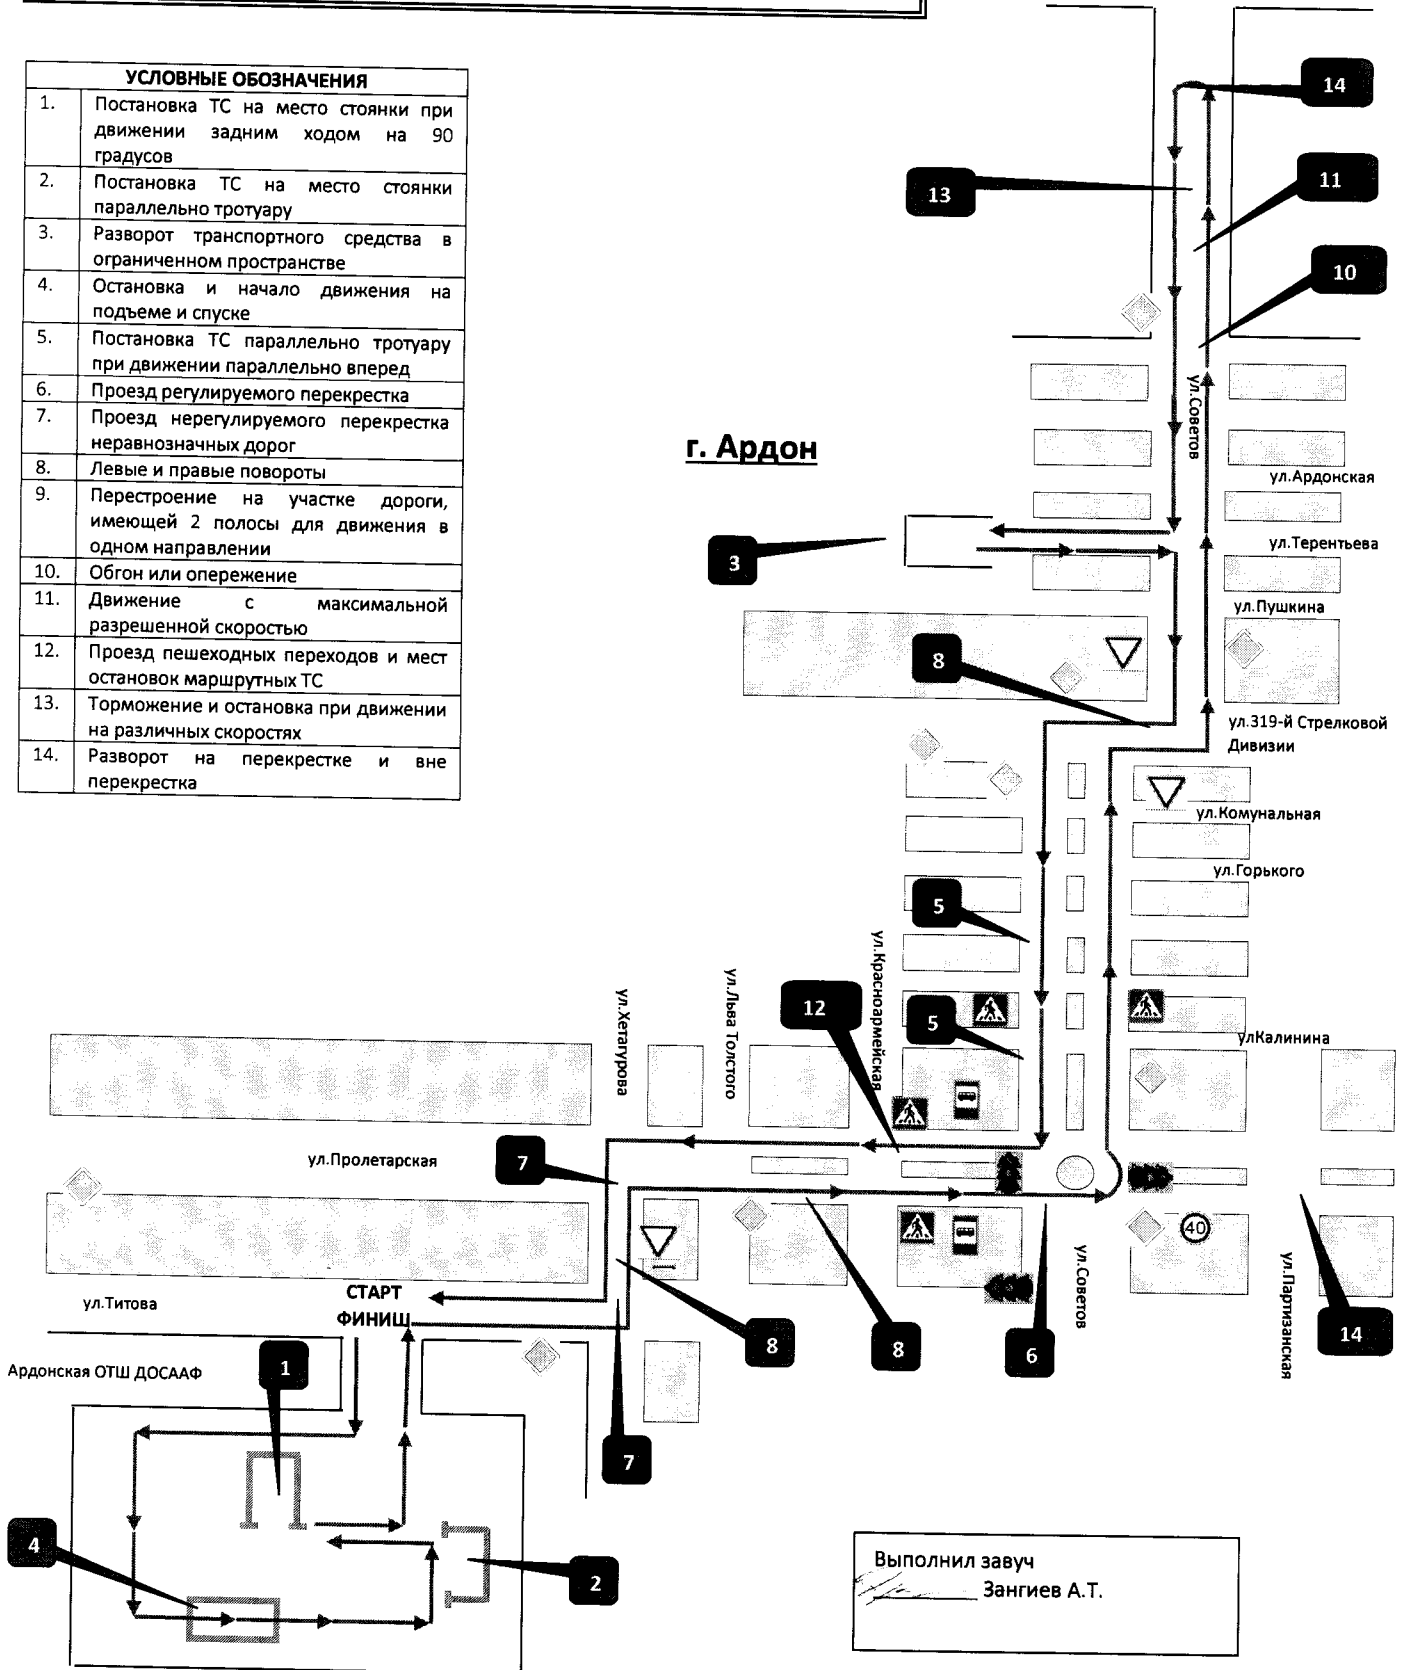 УСЛОВНЫЕ ОБОЗНАЧЕНИЯ
1. Постановка ТС на место стоянки при
движении задним ходом на 90
градусов
2. Постановка ТС на место стоянки
параллельно тротуару
3. Разворот транспортного средства в
ограниченном пространстве
4. Остановка и начало движения на
подъеме и спуске
5. Постановка ТС параллельно тротуару
при движении параллельно вперед
6. Проезд регулируемого перекрестка
7. Проезд нерегулируемого перекрестка
неравнозначных дорог
8. Левые и правые повороты
9. Перестроение на участке дороги,
имеющей 2 полосы для движения в
одном направлении
10. Обгон или опережение
11. Движение с максимальной
разрешенной скоростью
12. Проезд пешеходных переходов и мест
остановок маршрутных ТС
13. Торможение и остановка при движении
на различных скоростях
14. Разворот на перекрестке и вне
перекрестка
14
11
13
10
ул.Советов
г. Ардон
ул.Ардонская
3
ул.Терентьева
ул.Пушкина
8
ул.319-й Стрелковой
Дивизии
ул.Комунальная
ул.Горького
5
ул.Красноармейская
ул.Льва Толстого
ул.Хетагурова
12
5
улКалинина
ул.Пролетарская
7
40
ул.Советов
ул.Партизанская
СТАРТ
ФИНИЩ
ул.Титова
8
8
6
14
Ардонская ОТШ ДОСААФ
1
7
4
2
Выполнил завуч
Зангиев А.Т.